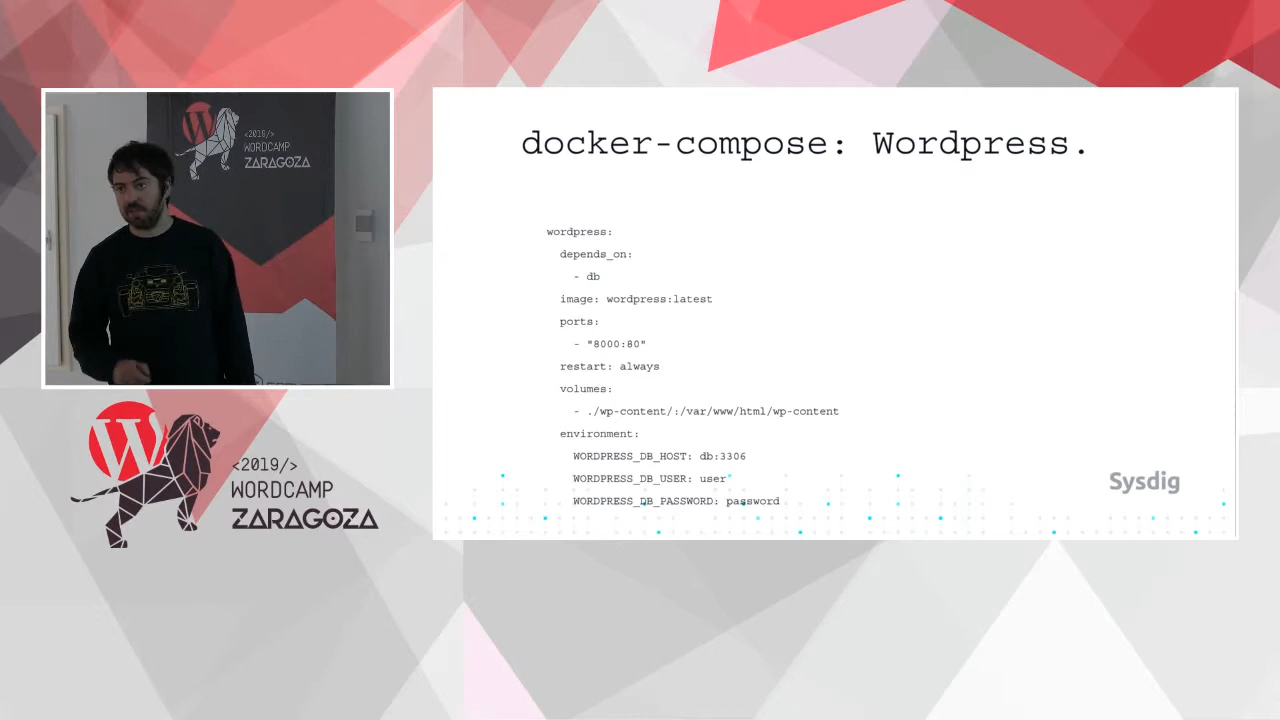 <2019/>
WORDCAMP
ZARAGOZA
docker-compose: Wordpress.
wordpress:
depends_on:
- db
image: wordpress:latest
ports:
- "8000:80"
restart: always
volumes:
- ./wp-content/:/var/www/html/wp-content
environment:
WORDPRESS_DB_HOST: db:3306
WORDPRESS_DB_USER: user
WORDPRESS_DB_PASSWORD: password
Sysdig
W
<2019/>
WORDCAMP
ZARAGOZA